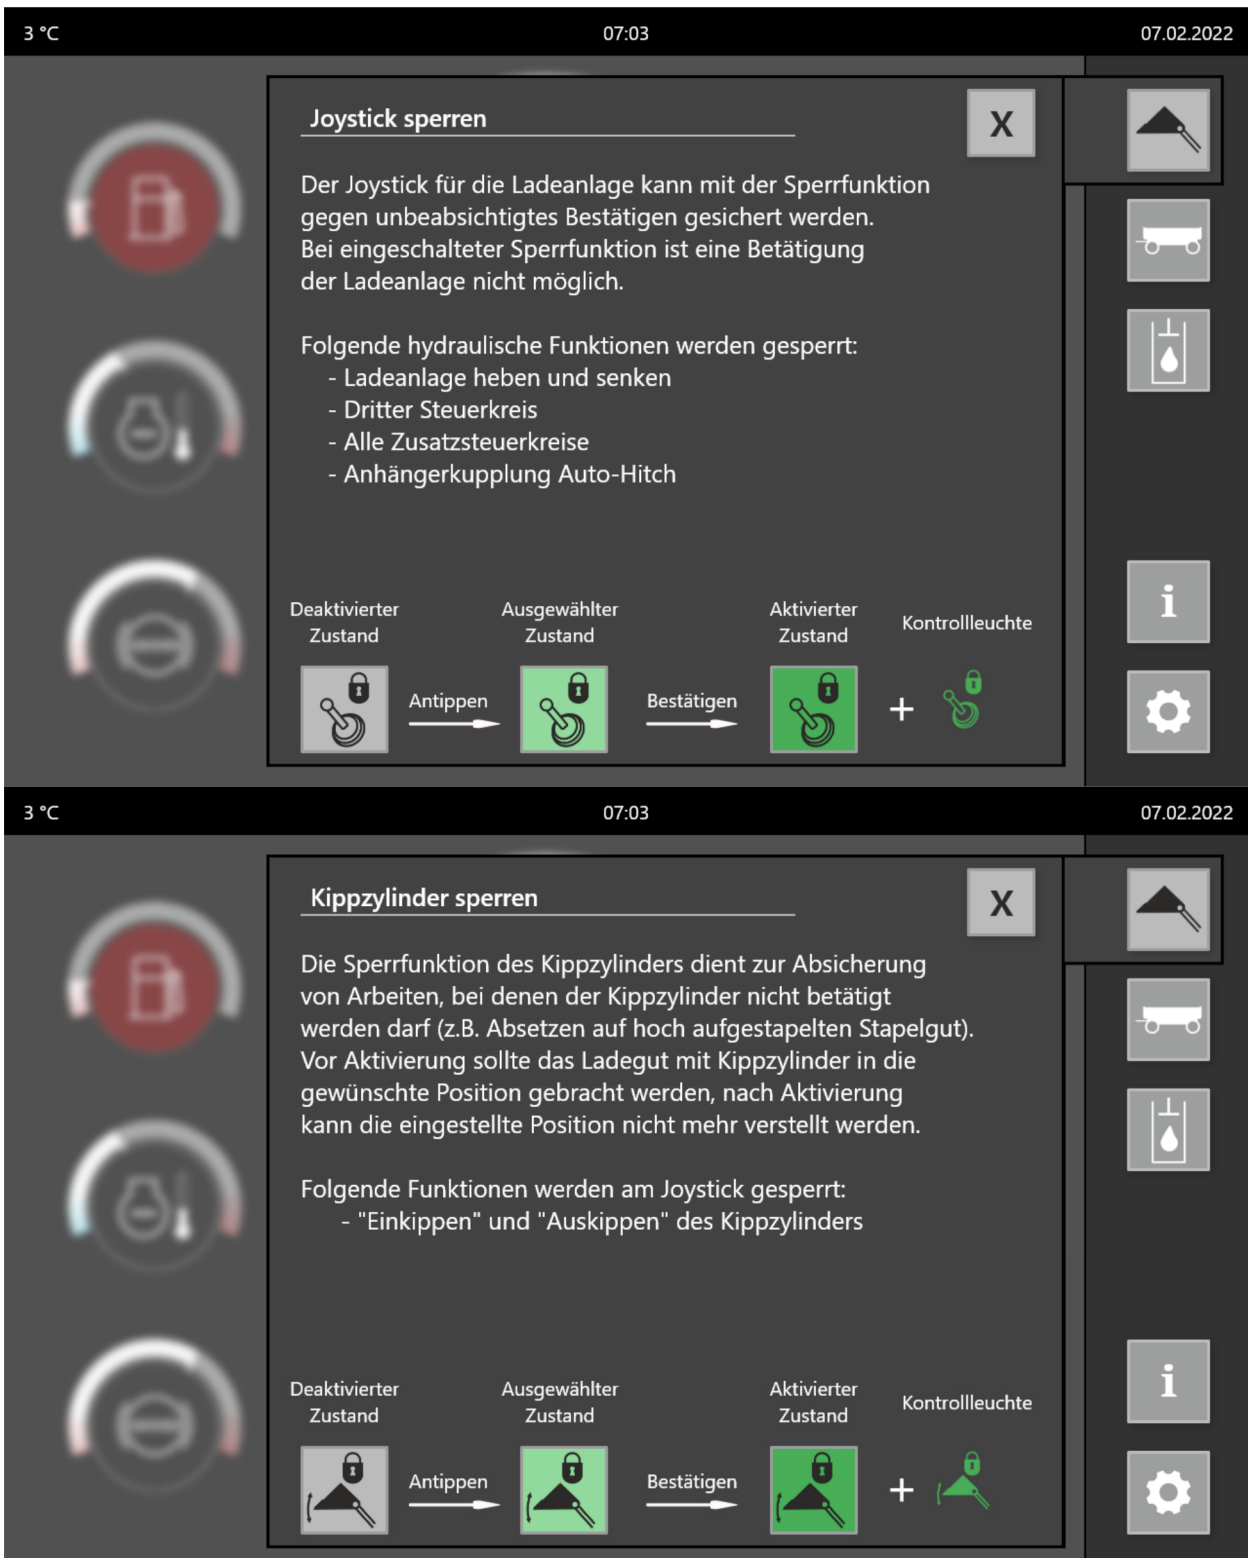 3 °C 07:03 07.02.2022
Joystick sperren X
Der Joystick für die Ladeanlage kann mit der Sperrfunktion
gegen unbeabsichtigtes Bestätigen gesichert werden.
Bei eingeschalteter Sperrfunktion ist eine Betätigung
der Ladeanlage nicht möglich.
Folgende hydraulische Funktionen werden gesperrt:
- Ladeanlage heben und senken
- Dritter Steuerkreis
- Alle Zusatzsteuerkreise
- Anhängerkupplung Auto-Hitch
i
Deaktivierter Ausgewählter Aktivierter Kontrollleuchte
Zustand Zustand Zustand
Antippen Bestätigen +
3 °C 07:03 07.02.2022
Kippzylinder sperren X
Die Sperrfunktion des Kippzylinders dient zur Absicherung
von Arbeiten, bei denen der Kippzylinder nicht betätigt
werden darf (z.B. Absetzen auf hoch aufgestapelten Stapelgut).
Vor Aktivierung sollte das Ladegut mit Kippzylinder in die
gewünschte Position gebracht werden, nach Aktivierung
kann die eingestellte Position nicht mehr verstellt werden.
Folgende Funktionen werden am Joystick gesperrt:
- "Einkippen" und "Auskippen" des Kippzylinders
i
Deaktivierter Ausgewählter Aktivierter Kontrollleuchte
Zustand Zustand Zustand
Antippen Bestätigen +